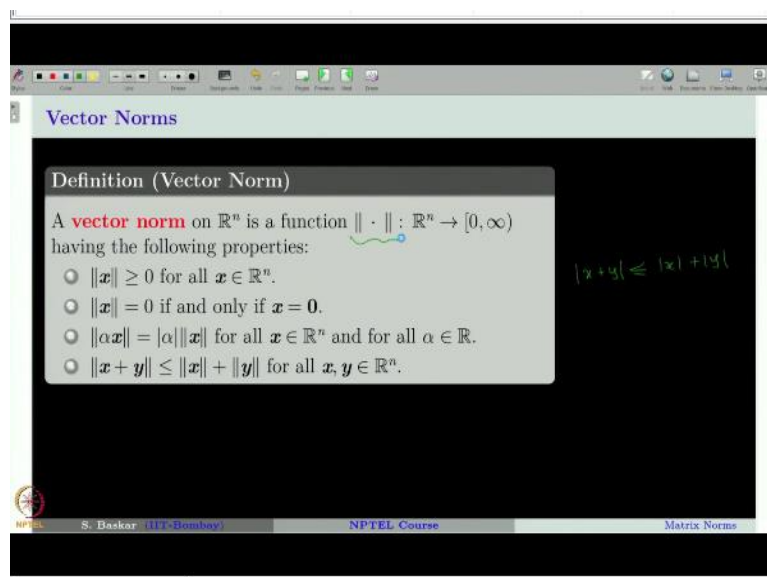 Vector Norms
Definition (Vector Norm)
A vector norm on ℝⁿ is a function ‖ · ‖ : ℝⁿ → [0, ∞)
having the following properties:
‖x‖ ≥ 0 for all x ∈ ℝⁿ.
‖x‖ = 0 if and only if x = 0.
‖αx‖ = |α|‖x‖ for all x ∈ ℝⁿ and for all α ∈ ℝ.
‖x + y‖ ≤ ‖x‖ + ‖y‖ for all x, y ∈ ℝⁿ.
|x+y| ≤ |x| + |y|
NPTEL
S. Baskar (IIT-Bombay) NPTEL Course Matrix Norms